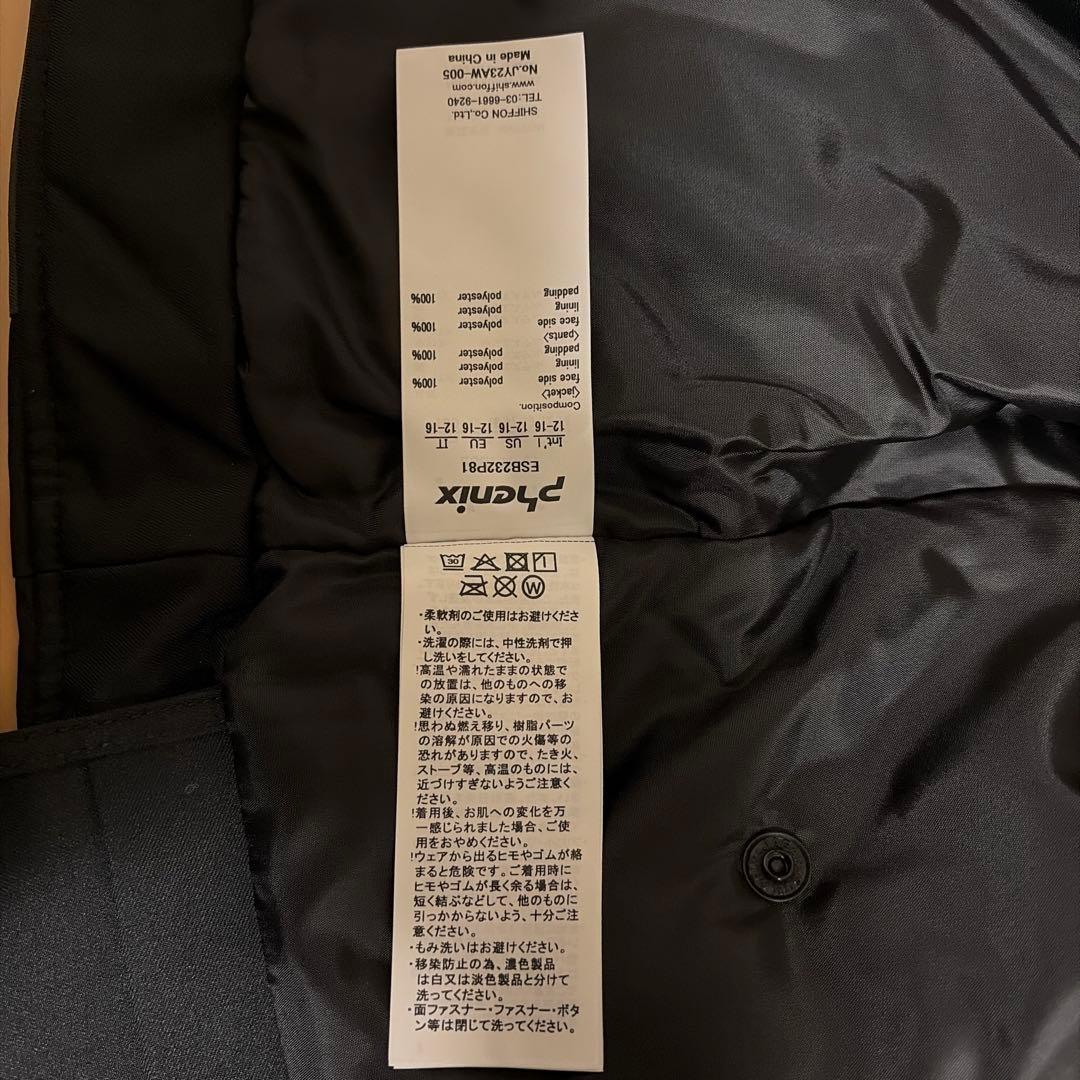 phenix
ESB232P81
Int'l US EU IT
12-16 12-16 12-16 12-16
Composition.
<jacket>
face side polyester 100%
lining polyester
padding polyester 100%
<pants>
face side polyester 100%
lining polyester
padding polyester 100%
SHIFFON Co.,Ltd.
TEL:03-6661-9240
www.shiffon.com
No.JY23AW-005
Made in China
30
W
・柔軟剤のご使用はお避けくださ
い。
・洗濯の際には、中性洗剤で押
し洗いをしてください。
!高温や濡れたままの状態で
の放置は、他のものへの移
染の原因になりますので、お
避けください。
!思わぬ燃え移り、樹脂パーツ
の溶解が原因での火傷等の
恐れがありますので、たき火、
ストーブ等、高温のものには、
近づけすぎないようご注意く
ださい。
!着用後、お肌への変化を万
一感じられました場合、ご使
用をおやめください。
!ウェアから出るヒモやゴムが絡
まると危険です。ご着用時に
ヒモやゴムが長く余る場合は、
短く結ぶなどして、他のものに
引っかからないよう、十分ご注
意ください。
・もみ洗いはお避けください。
・移染防止の為、濃色製品
は白又は淡色製品と分けて
洗ってください。
・面ファスナー・ファスナー・ボタ
ン等は閉じて洗ってください。